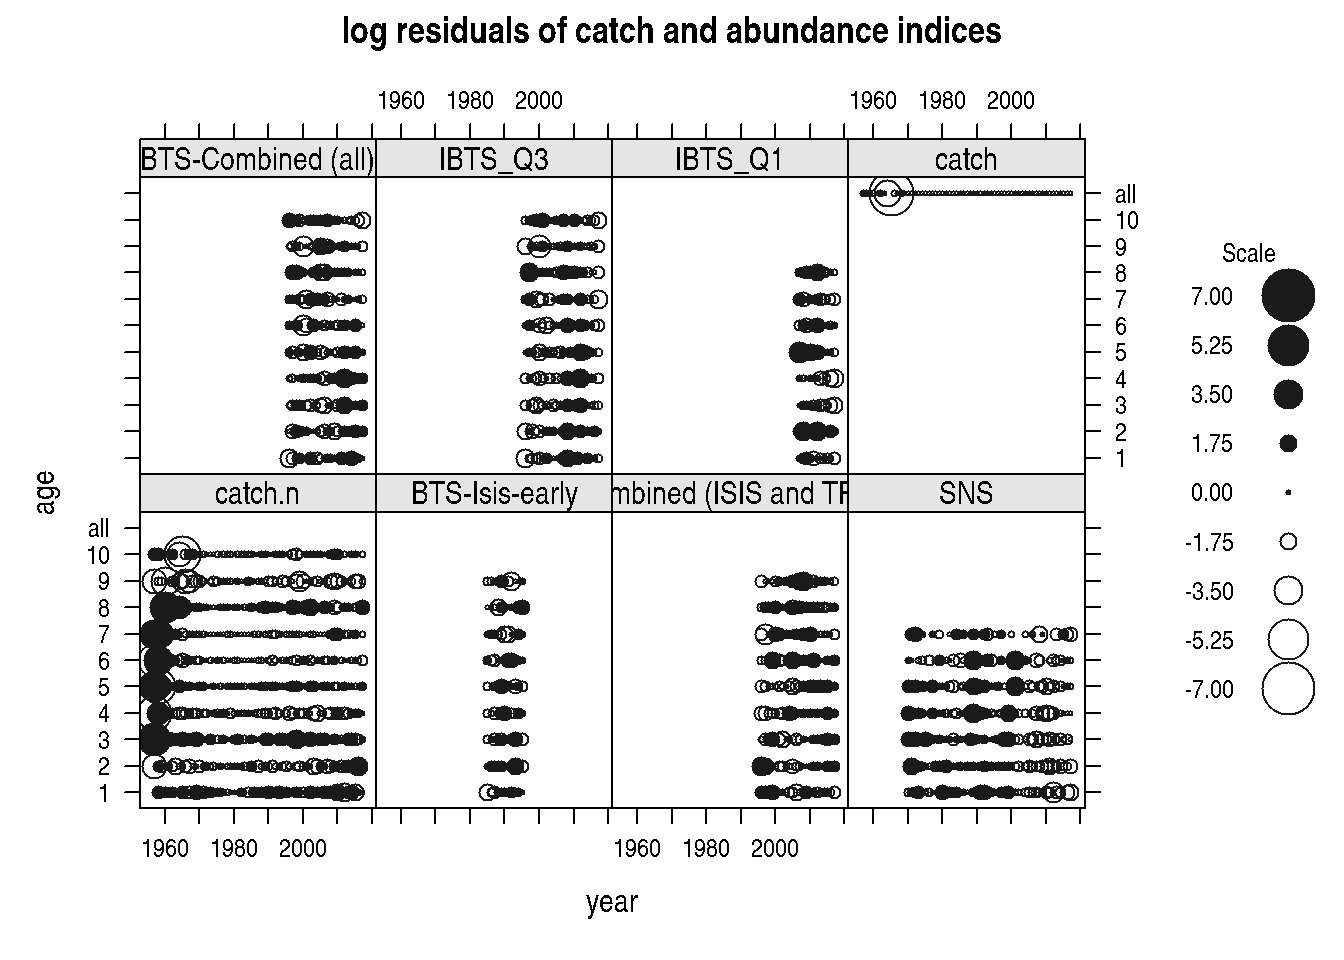 log residuals of catch and abundance indices
1960 1980 2000 1960 1980 2000
BTS-Combined (all) IBTS_Q3 IBTS_Q1 catch
all
10
9
8
7
6
5
4
3
2
1
age
catch.n BTS-Isis-early mbined (ISIS and TR SNS
all
10
9
8
7
6
5
4
3
2
1
1960 1980 2000 1960 1980 2000
year
Scale
7.00
5.25
3.50
1.75
0.00
-1.75
-3.50
-5.25
-7.00